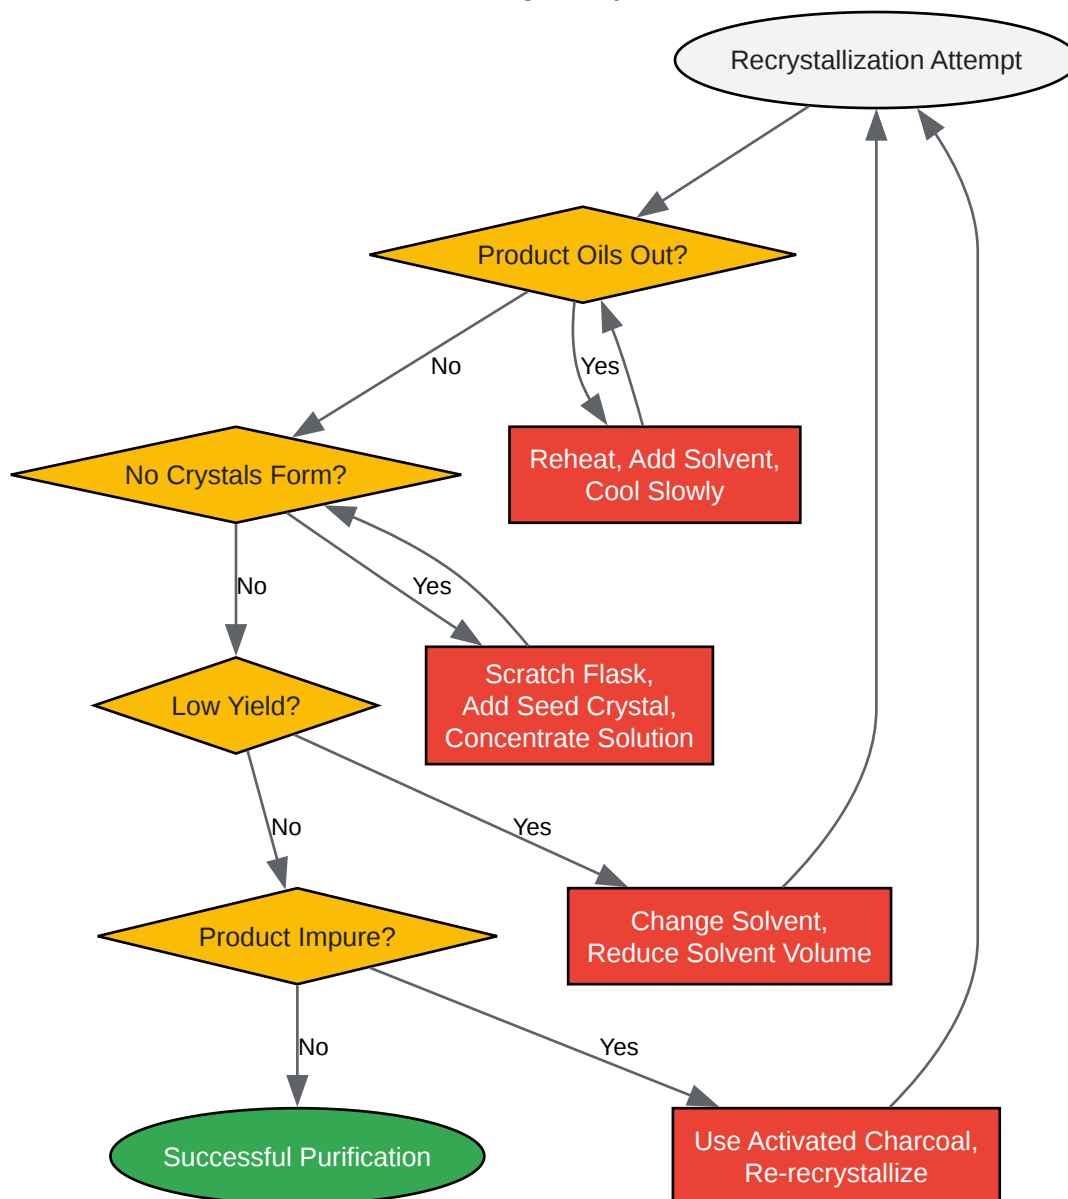 Recrystallization Attempt
Product Oils Out?
No
Yes
Reheat, Add Solvent,
Cool Slowly
No Crystals Form?
No
Yes
Scratch Flask,
Add Seed Crystal,
Concentrate Solution
Low Yield?
No
Yes
Change Solvent,
Reduce Solvent Volume
Product Impure?
No
Yes
Successful Purification
Use Activated Charcoal,
Re-recrystallize